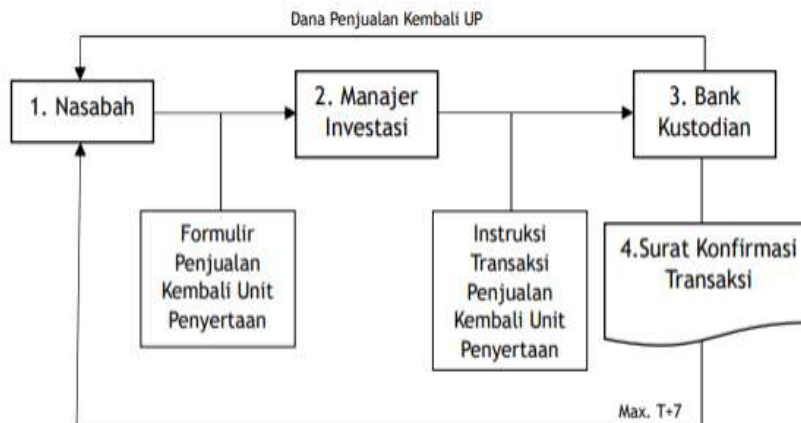 Dana Penjualan Kembali UP
1. Nasabah
2. Manajer
Investasi
3. Bank
Kustodian
Formulir
Penjualan
Kembali Unit
Penyertaan
Instruksi
Transaksi
Penjualan
Kembali Unit
Penyertaan
4.Surat Konfirmasi
Transaksi
Max. T+7